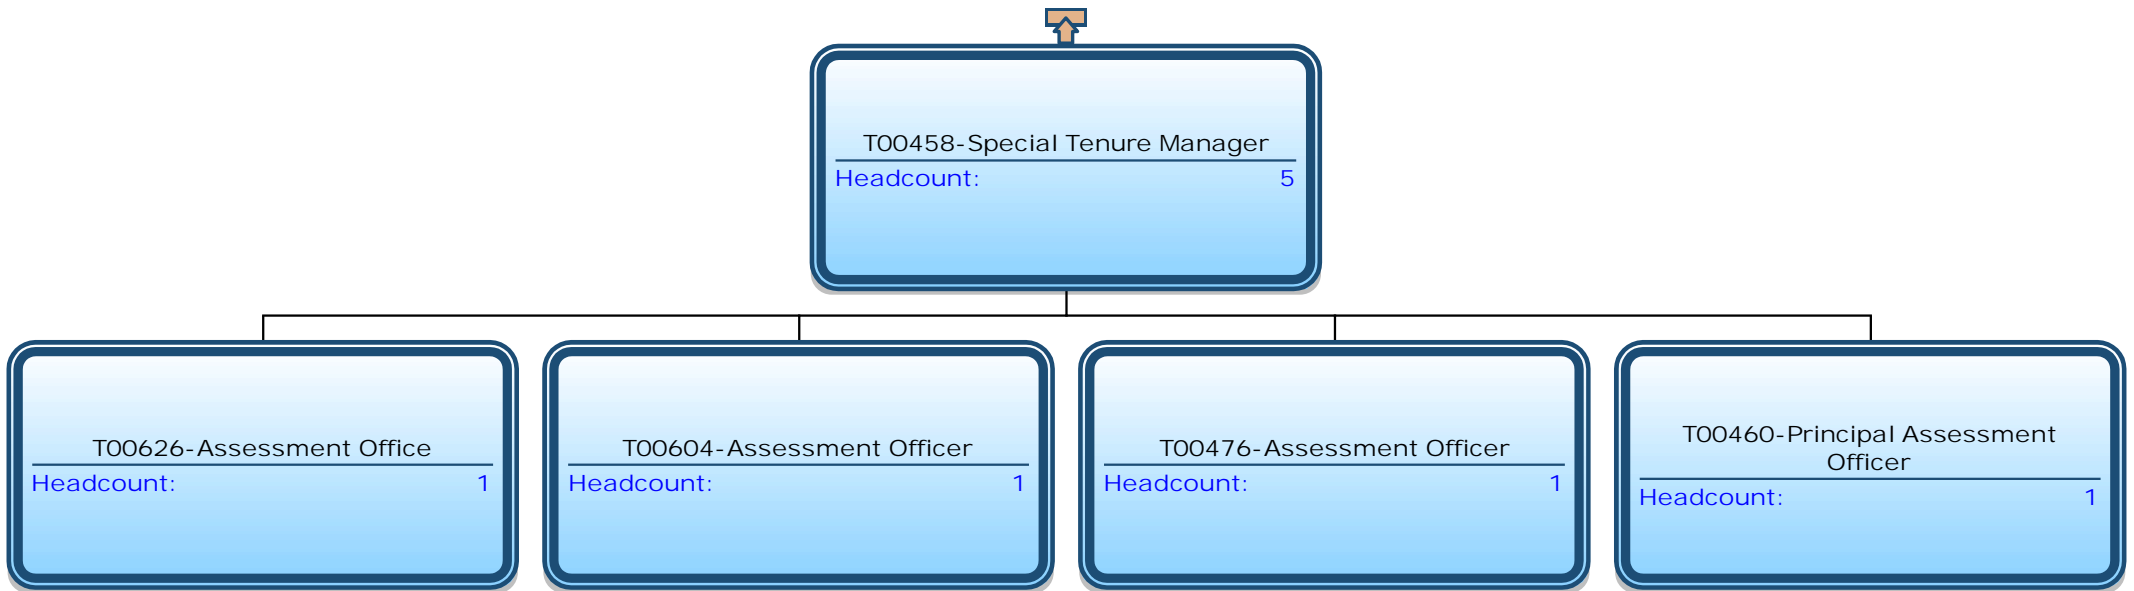 T00458-Special Tenure Manager
Headcount: 5
T00626-Assessment Office
Headcount: 1
T00604-Assessment Officer
Headcount: 1
T00476-Assessment Officer
Headcount: 1
T00460-Principal Assessment
Officer
Headcount: 1